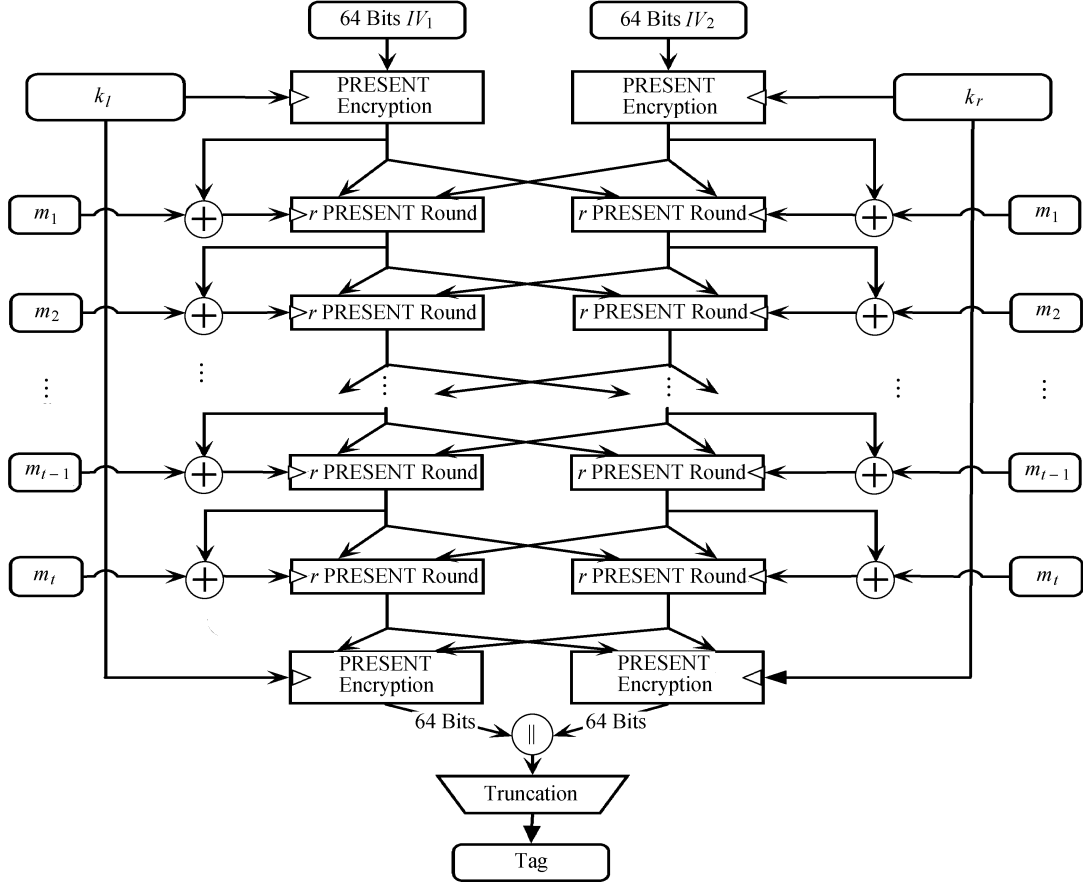 64 Bits IV₁
64 Bits IV₂
kₗ
PRESENT
Encryption
PRESENT
Encryption
kᵣ
m₁
+
r PRESENT Round
r PRESENT Round
+
m₁
m₂
+
r PRESENT Round
r PRESENT Round
+
m₂
⋮
⋮
⋮
⋮
⋮
⋮
mₜ₋₁
+
r PRESENT Round
r PRESENT Round
+
mₜ₋₁
mₜ
+
r PRESENT Round
r PRESENT Round
+
mₜ
PRESENT
Encryption
PRESENT
Encryption
64 Bits
||
64 Bits
Truncation
Tag